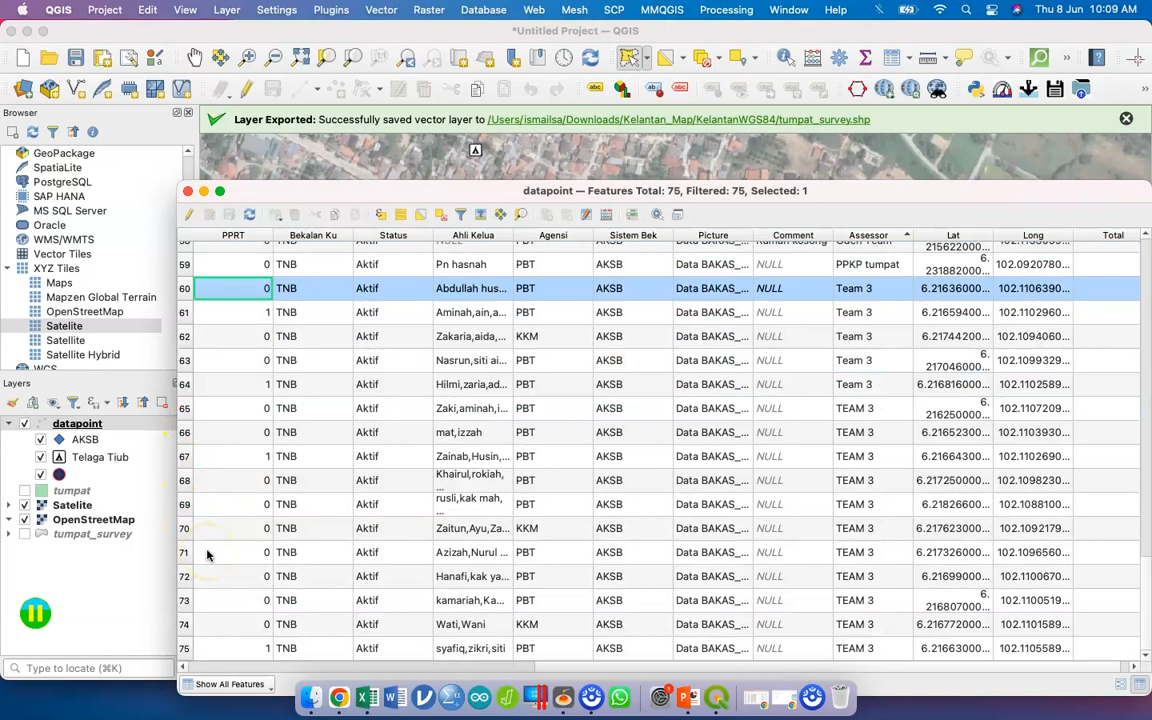 QGIS Project Edit View Layer Settings Plugins Vector Raster Database Web Mesh SCP MMQGIS Processing Window Help Thu 8 Jun 10:09 AM
*Untitled Project — QGIS
Browser
GeoPackage
SpatiaLite
PostgreSQL
SAP HANA
MS SQL Server
Oracle
WMS/WMTS
Vector Tiles
XYZ Tiles
Maps
Mapzen Global Terrain
OpenStreetMap
Satelite
Satellite
Satellite Hybrid
WCS
Layers
datapoint
AKSB
Telaga Tiub
tumpat
Satelite
OpenStreetMap
tumpat_survey
Type to locate (⌘K)
Layer Exported: Successfully saved vector layer to /Users/ismailsa/Downloads/Kelantan_Map/KelantanWGS84/tumpat_survey.shp
datapoint — Features Total: 75, Filtered: 75, Selected: 1
PPRT Bekalan Ku Status Ahli Kelua Agensi Sistem Bek Picture Comment Assessor Lat Long Total
215622000...
59 0 TNB Aktif Pn hasnah PBT AKSB Data BAKAS_... NULL PPKP tumpat 6. 231882000... 102.0920780...
60 0 TNB Aktif Abdullah hus... PBT AKSB Data BAKAS_... NULL Team 3 6.21636000... 102.1106390...
61 1 TNB Aktif Aminah,ain,a... PBT AKSB Data BAKAS_... NULL Team 3 6.21659400... 102.1102960...
62 0 TNB Aktif Zakaria,aida,... KKM AKSB Data BAKAS_... NULL Team 3 6.21744200... 102.1094060...
63 0 TNB Aktif Nasrun,siti ai... PBT AKSB Data BAKAS_... NULL Team 3 6. 217046000... 102.1099329...
64 1 TNB Aktif Hilmi,zaria,ad... PBT AKSB Data BAKAS_... NULL Team 3 6.216816000... 102.1102589...
65 0 TNB Aktif Zaki,aminah,i... PBT AKSB Data BAKAS_... NULL TEAM 3 6. 216250000... 102.1107209...
66 0 TNB Aktif mat,izzah PBT AKSB Data BAKAS_... NULL TEAM 3 6.21652300... 102.1103930...
67 1 TNB Aktif Zainab,Husin,... PBT AKSB Data BAKAS_... NULL TEAM 3 6.21664300... 102.1102690...
68 0 TNB Aktif Khairul,rokiah, ... PBT AKSB Data BAKAS_... NULL TEAM 3 6.217250000... 102.1098230...
69 0 TNB Aktif rusli,kak mah, ... PBT AKSB Data BAKAS_... NULL TEAM 3 6.21826600... 102.1088100...
70 0 TNB Aktif Zaitun,Ayu,Za... KKM AKSB Data BAKAS_... NULL TEAM 3 6.217623000... 102.1092179...
71 0 TNB Aktif Azizah,Nurul ... PBT AKSB Data BAKAS_... NULL TEAM 3 6.217326000... 102.1096560...
72 0 TNB Aktif Hanafi,kak ya... PBT AKSB Data BAKAS_... NULL TEAM 3 6.21699000... 102.1100670...
73 0 TNB Aktif kamariah,Ka... PBT AKSB Data BAKAS_... NULL TEAM 3 6. 216807000... 102.1100519...
74 0 TNB Aktif Wati,Wani KKM AKSB Data BAKAS_... NULL TEAM 3 6.216772000... 102.1101589...
75 1 TNB Aktif syafiq,zikri,siti PBT AKSB Data BAKAS_... NULL TEAM 3 6.21663000... 102.1105589...
Show All Features